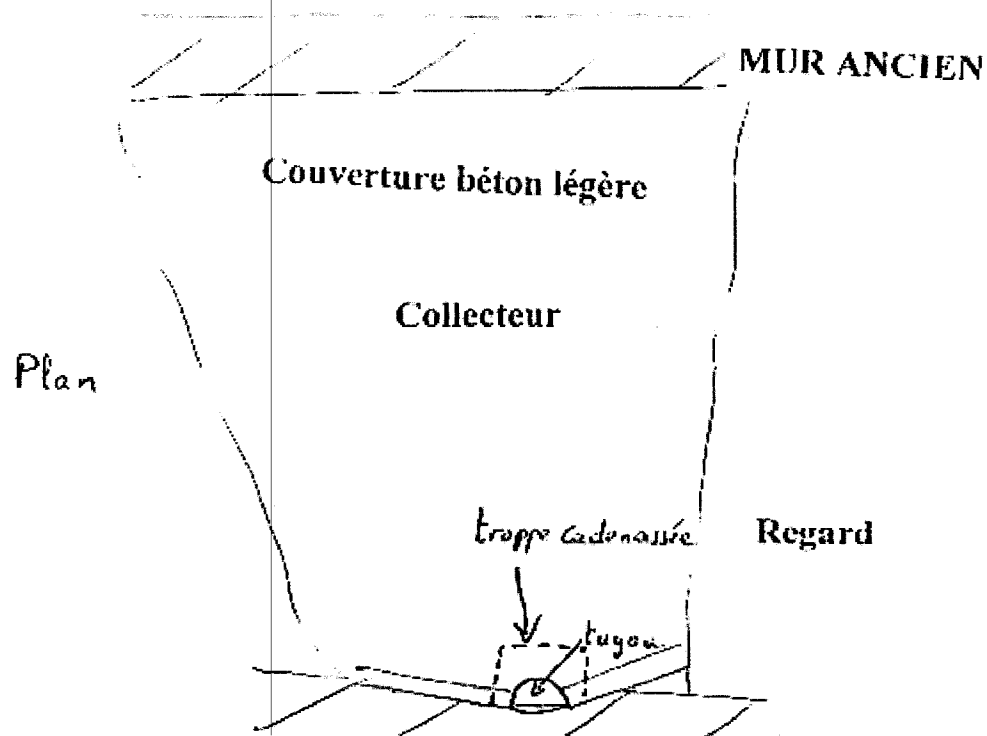 MUR ANCIEN
Couverture béton légère
Collecteur
Plan
trappe cadenassée
Regard
tuyau